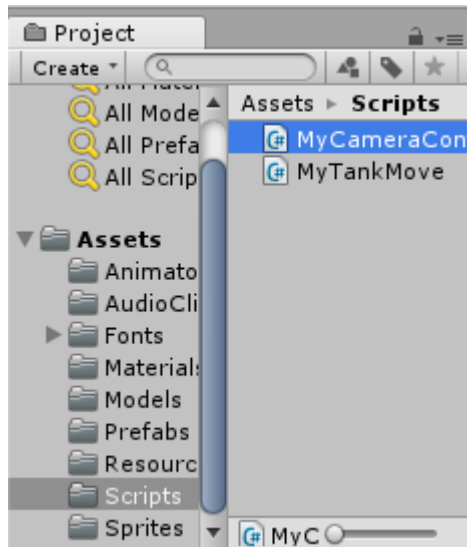 Project
Create
All Mode
All Prefa
All Scrip
Assets
Animato
AudioCli
Fonts
Materials
Models
Prefabs
Resourc
Scripts
Sprites
Assets ▸ Scripts
MyCameraCon
MyTankMove
MyC